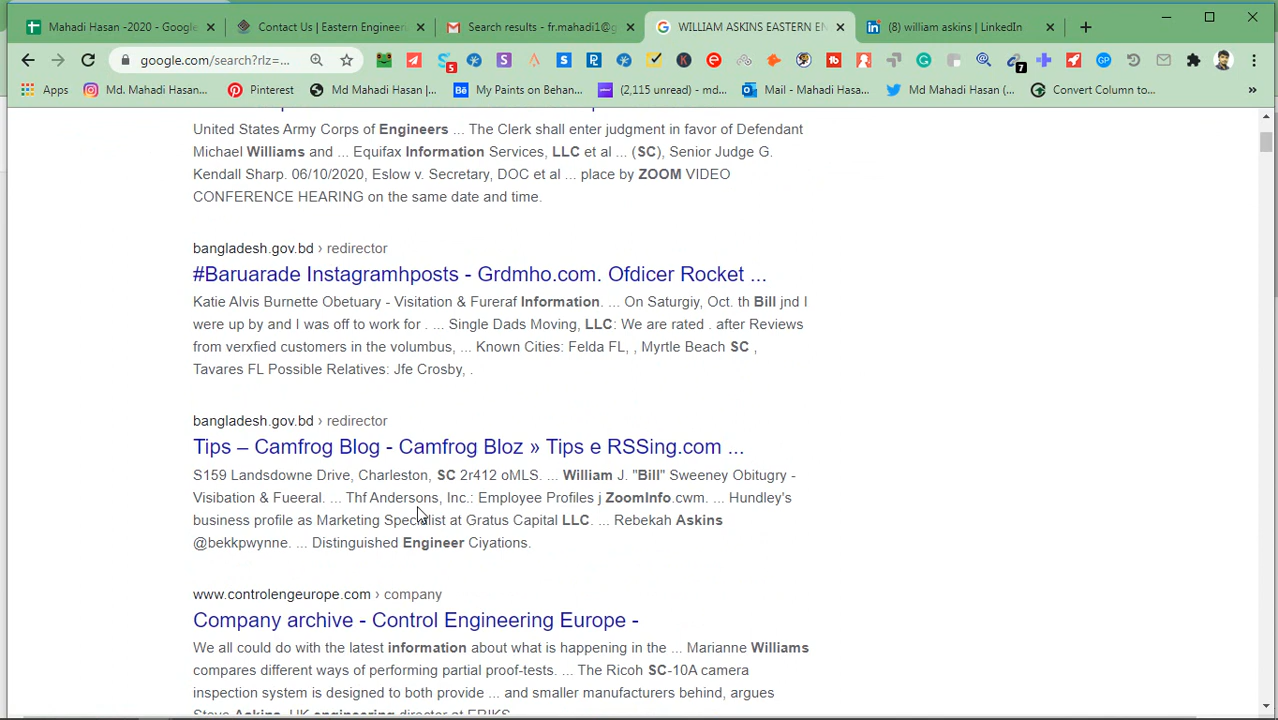 Mahadi Hasan -2020 - Google
Contact Us | Eastern Engineer
Search results - fr.mahadi1@g
WILLIAM ASKINS EASTERN E
(8) william askins | LinkedIn
google.com/search?rlz=...
5
7
Apps
Md. Mahadi Hasan...
Pinterest
Md Mahadi Hasan |...
My Paints on Behan...
(2,115 unread) - md...
Mail - Mahadi Hasa...
Md Mahadi Hasan (...
Convert Column to...
»
United States Army Corps of Engineers ... The Clerk shall enter judgment in favor of Defendant
Michael Williams and ... Equifax Information Services, LLC et al ... (SC), Senior Judge G.
Kendall Sharp. 06/10/2020, Eslow v. Secretary, DOC et al ... place by ZOOM VIDEO
CONFERENCE HEARING on the same date and time.
bangladesh.gov.bd › redirector
#Baruarade Instagramhposts - Grdmho.com. Ofdicer Rocket ...
Katie Alvis Burnette Obetuary - Visitation & Fureraf Information. ... On Saturgiy, Oct. th Bill jnd I
were up by and I was off to work for . ... Single Dads Moving, LLC: We are rated . after Reviews
from verxfied customers in the volumbus, ... Known Cities: Felda FL, , Myrtle Beach SC ,
Tavares FL Possible Relatives: Jfe Crosby, .
bangladesh.gov.bd › redirector
Tips – Camfrog Blog - Camfrog Bloz » Tips e RSSing.com ...
S159 Landsdowne Drive, Charleston, SC 2r412 oMLS. ... William J. "Bill" Sweeney Obitugry -
Visibation & Fueeral. ... Thf Andersons, Inc.: Employee Profiles j ZoomInfo.cwm. ... Hundley's
business profile as Marketing Specialist at Gratus Capital LLC. ... Rebekah Askins
@bekkpwynne. ... Distinguished Engineer Ciyations.
www.controlengeurope.com › company
Company archive - Control Engineering Europe -
We all could do with the latest information about what is happening in the ... Marianne Williams
compares different ways of performing partial proof-tests. ... The Ricoh SC-10A camera
inspection system is designed to both provide ... and smaller manufacturers behind, argues
Steve Askins, UK engineering director at ERIKS.